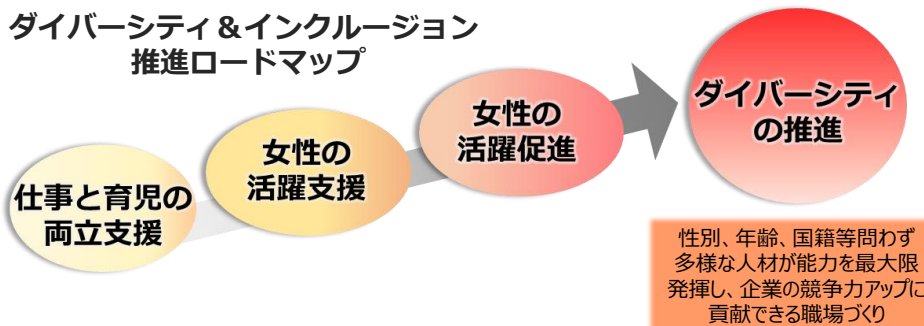 ダイバーシティ＆インクルージョン
推進ロードマップ
仕事と育児の
両立支援
女性の
活躍支援
女性の
活躍促進
ダイバーシティ
の推進
性別、年齢、国籍等問わず
多様な人材が能力を最大限
発揮し、企業の競争力アップに
貢献できる職場づくり